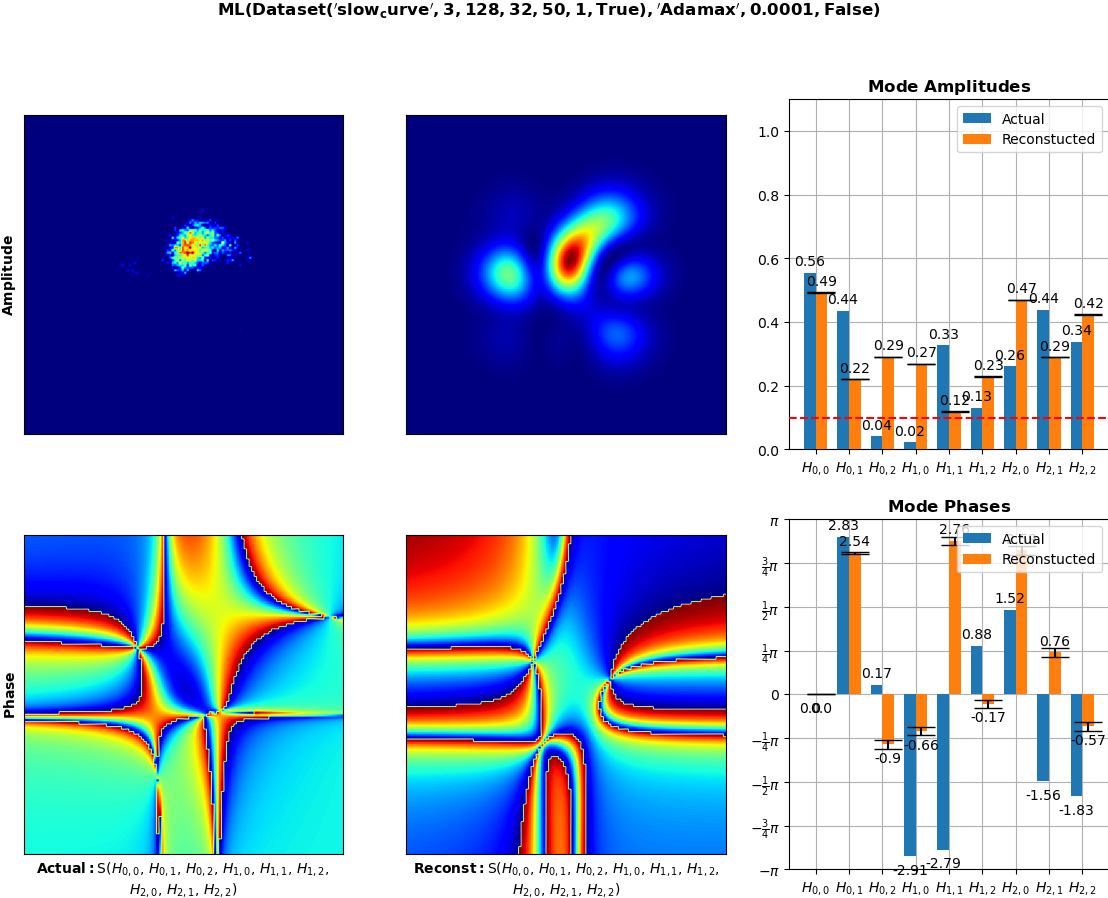 ML(Dataset('slow_curve', 3, 128, 32, 50, 1, True), 'Adamax', 0.0001, False)
Amplitude
Mode Amplitudes
Actual
Reconstucted
1.0
0.8
0.6
0.4
0.2
0.0
0.56
0.49
0.44
0.22
0.04
0.29
0.02
0.27
0.33
0.12
0.13
0.23
0.26
0.47
0.44
0.29
0.34
0.42
H0,0 H0,1 H0,2 H1,0 H1,1 H1,2 H2,0 H2,1 H2,2
Phase
Mode Phases
Actual
Reconstucted
π
3/4π
1/2π
1/4π
0
−1/4π
−1/2π
−3/4π
−π
0.0
0.0
2.83
2.54
0.17
-0.9
-2.91
-0.66
-2.79
2.76
0.88
-0.17
1.52
-1.56
0.76
-1.83
-0.57
H0,0 H0,1 H0,2 H1,0 H1,1 H1,2 H2,0 H2,1 H2,2
Actual: S(H0,0, H0,1, H0,2, H1,0, H1,1, H1,2,
H2,0, H2,1, H2,2)
Reconst: S(H0,0, H0,1, H0,2, H1,0, H1,1, H1,2,
H2,0, H2,1, H2,2)